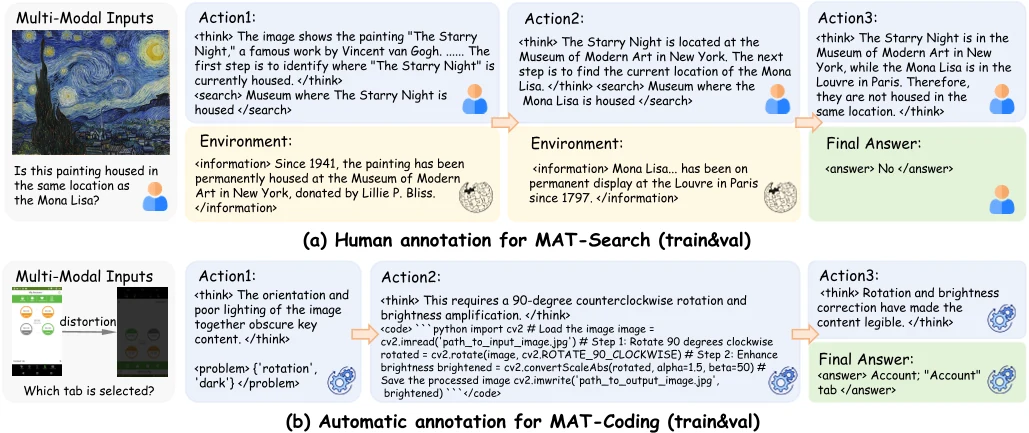 Multi-Modal Inputs
Is this painting housed in
the same location as
the Mona Lisa?
Action1:
<think> The image shows the painting "The Starry
Night," a famous work by Vincent van Gogh. ...... The
first step is to identify where "The Starry Night" is
currently housed. </think>
<search> Museum where The Starry Night is
housed </search>
Environment:
<information> Since 1941, the painting has been
permanently housed at the Museum of Modern
Art in New York, donated by Lillie P. Bliss.
</information>
Action2:
<think> The Starry Night is located at the
Museum of Modern Art in New York. The next
step is to find the current location of the Mona
Lisa. </think> <search> Museum where the
Mona Lisa is housed </search>
Environment:
<information> Mona Lisa... has been on
permanent display at the Louvre in Paris
since 1797. </information>
Action3:
<think> The Starry Night is in the
Museum of Modern Art in New
York, while the Mona Lisa is in the
Louvre in Paris. Therefore,
they are not housed in the
same location. </think>
Final Answer:
<answer> No </answer>
(a) Human annotation for MAT-Search (train&val)
Multi-Modal Inputs
distortion
Which tab is selected?
Action1:
<think> The orientation and
poor lighting of the image
together obscure key
content. </think>
<problem> {'rotation',
'dark'} </problem>
Action2:
<think> This requires a 90-degree counterclockwise rotation and
brightness amplification. </think>
<code> ```python import cv2 # Load the image image =
cv2.imread('path_to_input_image.jpg') # Step 1: Rotate 90 degrees clockwise
rotated = cv2.rotate(image, cv2.ROTATE_90_CLOCKWISE) # Step 2: Enhance
brightness brightened = cv2.convertScaleAbs(rotated, alpha=1.5, beta=50) #
Save the processed image cv2.imwrite('path_to_output_image.jpg',
brightened) ```</code>
Action3:
<think> Rotation and brightness
correction have made the
content legible. </think>
Final Answer:
<answer> Account; "Account"
tab </answer>
(b) Automatic annotation for MAT-Coding (train&val)